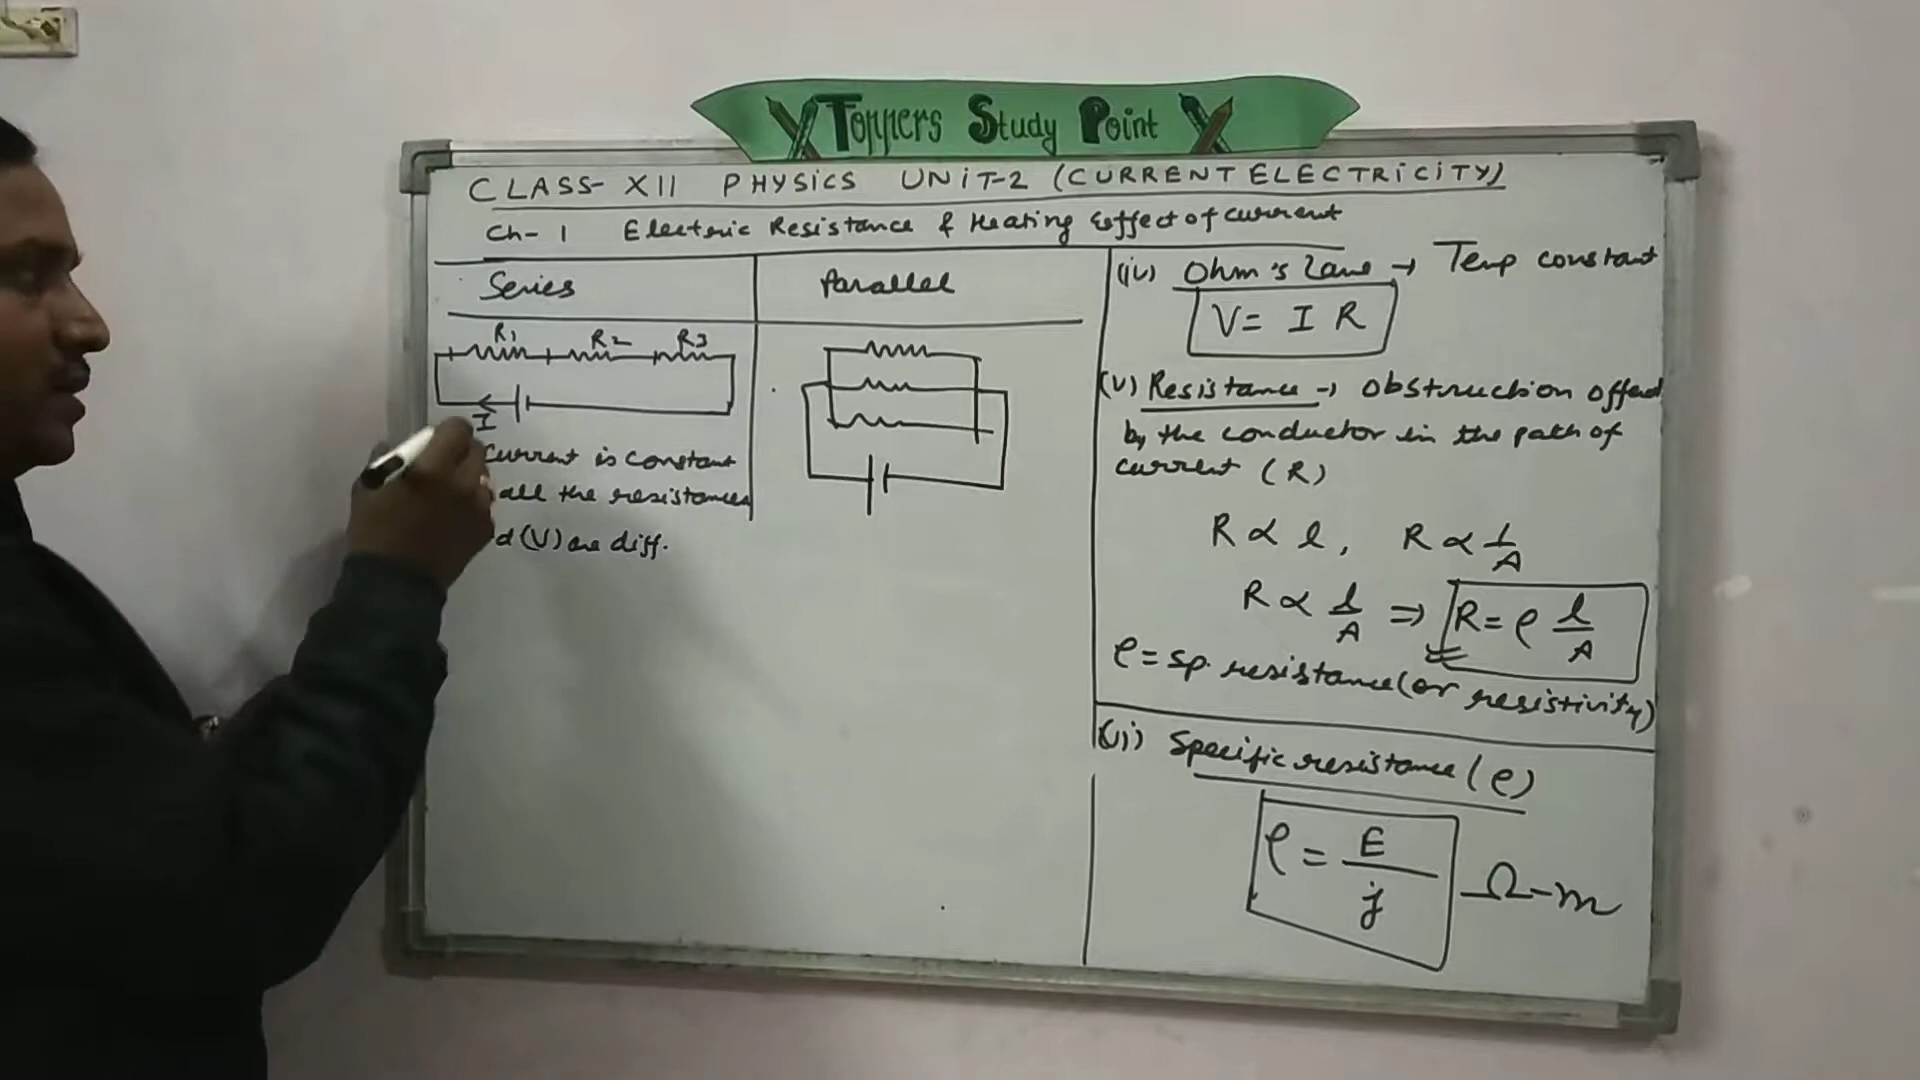 Toppers Study Point
CLASS- XII PHYSICS UNIT-2 (CURRENT ELECTRICITY)
Ch- 1 Electric Resistance & Heating Effect of current
Series
R1 R2 R3
I
Current is constant
all the resistances
(V) are diff.
Parallel
(iv) Ohm's Law → Temp constant
V= I R
(v) Resistance → obstruction offered
by the conductor in the path of
current (R)
R ∝ l, R ∝ 1/A
R ∝ l/A ⇒ R= ρ l/A
ρ = sp. resistance (or resistivity)
(vi) Specific resistance (ρ)
ρ = E/j Ω-m